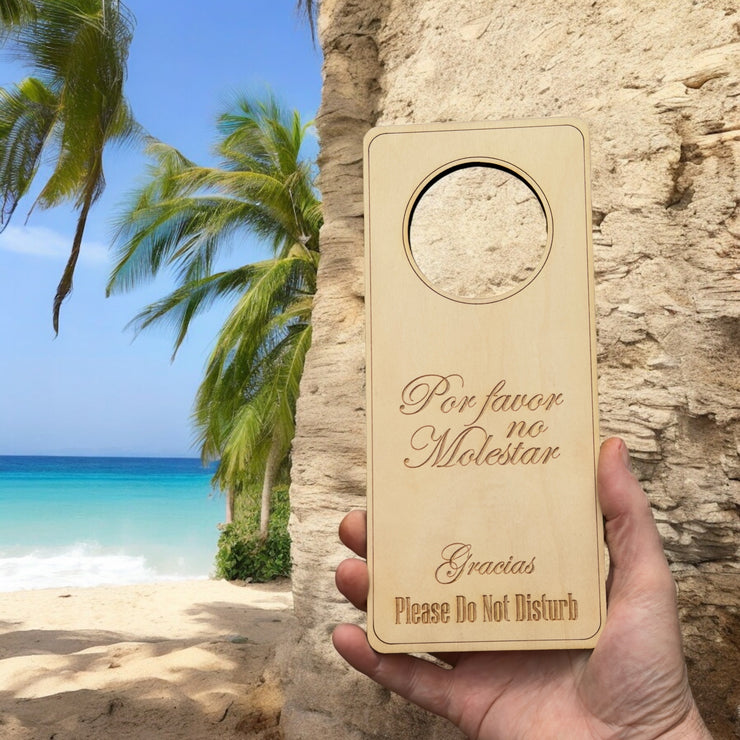 Por favor
no
Molestar
Gracias
Please Do Not Disturb